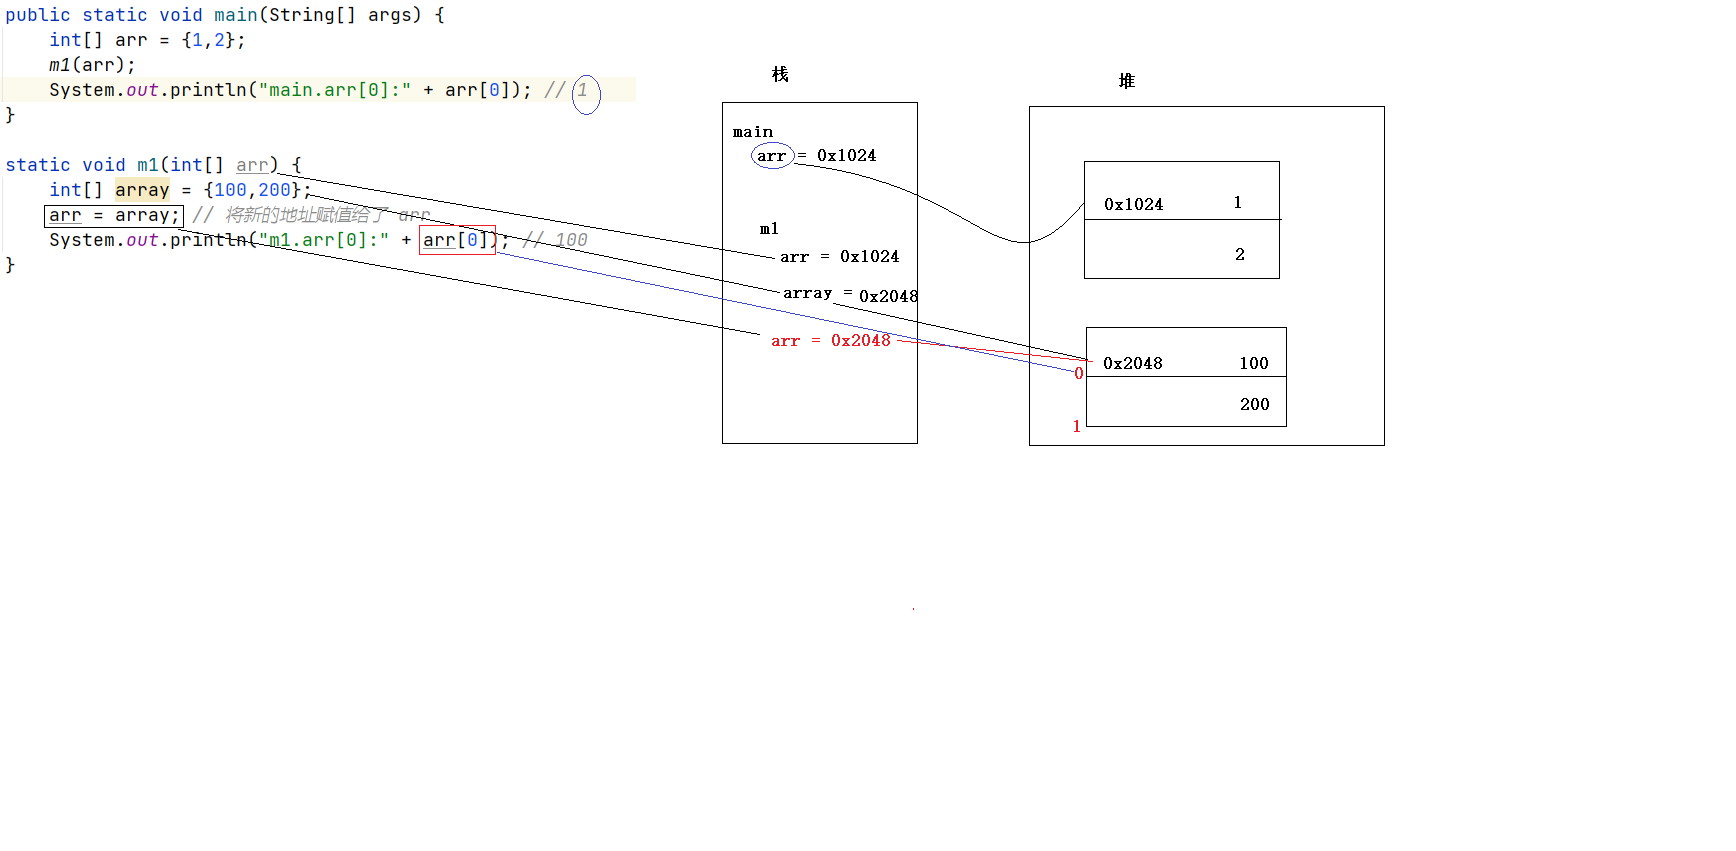 public static void main(String[] args) {
int[] arr = {1,2};
m1(arr);
System.out.println("main.arr[0]:" + arr[0]); // 1
}
static void m1(int[] arr) {
int[] array = {100,200};
arr = array; // 将新的地址赋值给了 arr
System.out.println("m1.arr[0]:" + arr[0]); // 100
}
栈
main
arr = 0x1024
m1
arr = 0x1024
array = 0x2048
arr = 0x2048
堆
0x1024 1
2
0x2048 100
0
200
1